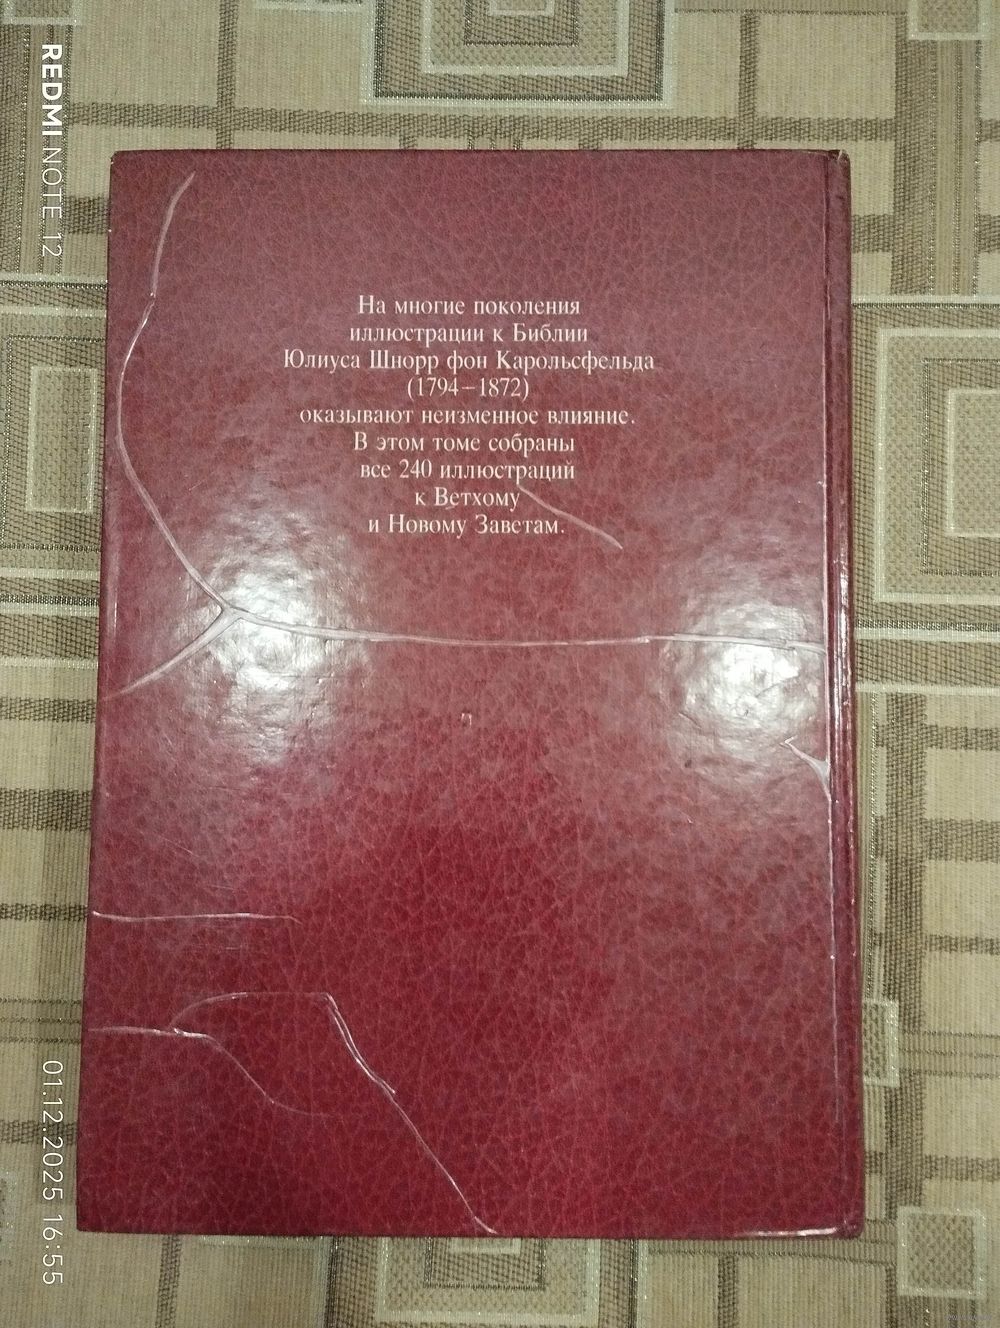 На многие поколения
иллюстрации к Библии
Юлиуса Шнорр фон Карольсфельда
(1794–1872)
оказывают неизменное влияние.
В этом томе собраны
все 240 иллюстраций
к Ветхому
и Новому Заветам.
REDMI NOTE 12
01.12.2025 16:55